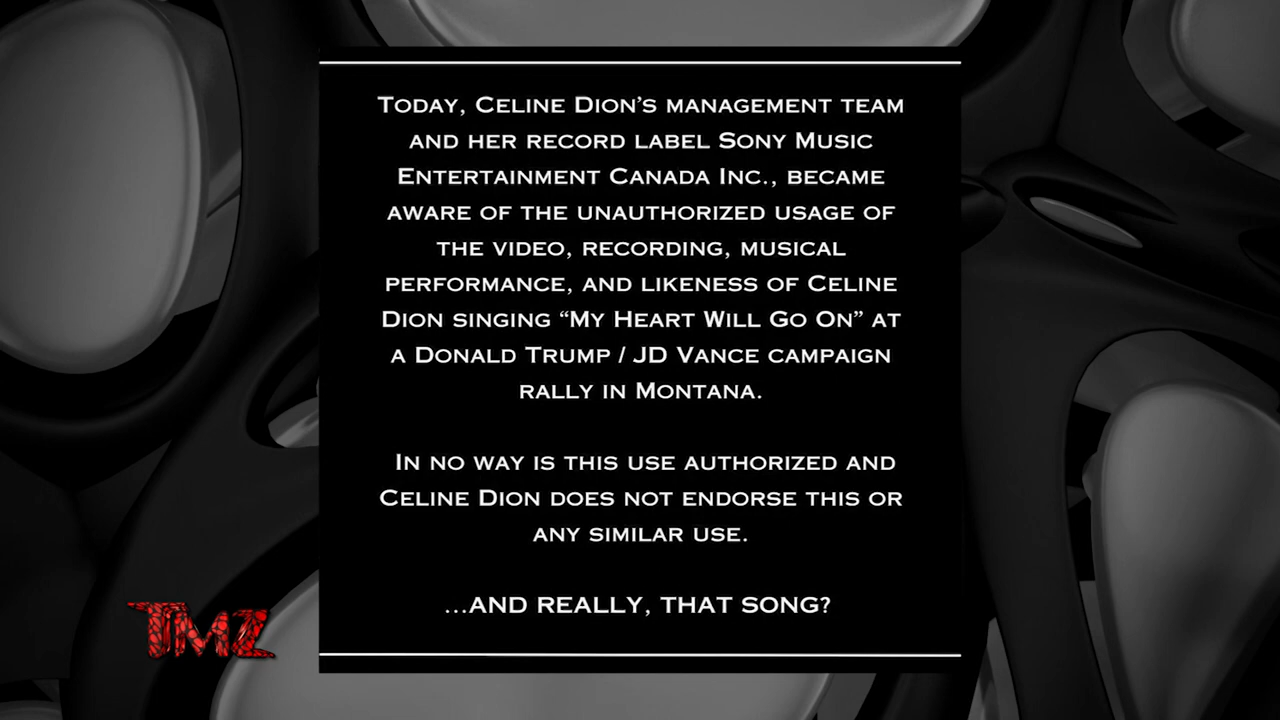 Today, Celine Dion’s management team
and her record label Sony Music
Entertainment Canada Inc., became
aware of the unauthorized usage of
the video, recording, musical
performance, and likeness of Celine
Dion singing “My Heart Will Go On” at
a Donald Trump / JD Vance campaign
rally in Montana.
In no way is this use authorized and
Celine Dion does not endorse this or
any similar use.
…AND REALLY, THAT SONG?
TMZ